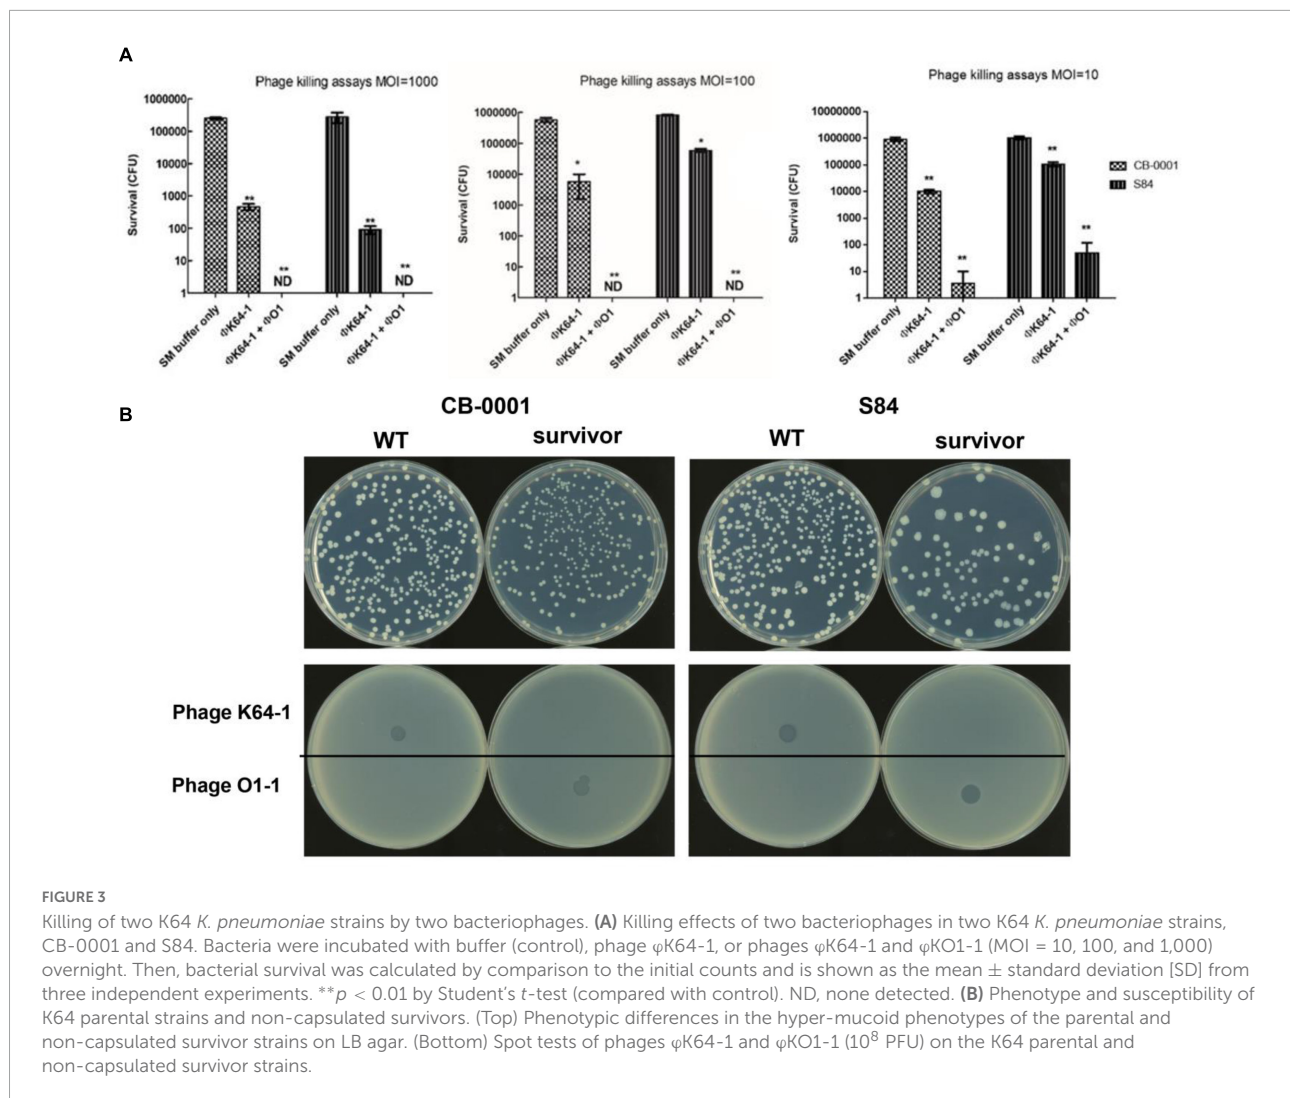 A
Phage killing assays MOI=1000
Survival (CFU)
1000000
100000
10000
1000
100
10
1
**
**
ND
**
**
ND
SM buffer only
ΦK64-1
ΦK64-1 + ΦO1
SM buffer only
ΦK64-1
ΦK64-1 + ΦO1
Phage killing assays MOI=100
Survival (CFU)
1000000
100000
10000
1000
100
10
1
*
**
ND
*
**
ND
SM buffer only
ΦK64-1
ΦK64-1 + ΦO1
SM buffer only
ΦK64-1
ΦK64-1 + ΦO1
Phage killing assays MOI=10
Survival (CFU)
10000000
1000000
100000
10000
1000
100
10
1
**
**
**
**
SM buffer only
ΦK64-1
ΦK64-1 + ΦO1
SM buffer only
ΦK64-1
ΦK64-1 + ΦO1
CB-0001
S84
B
CB-0001
S84
WT
survivor
WT
survivor
Phage K64-1
Phage O1-1
FIGURE 3
Killing of two K64 K. pneumoniae strains by two bacteriophages. (A) Killing effects of two bacteriophages in two K64 K. pneumoniae strains,
CB-0001 and S84. Bacteria were incubated with buffer (control), phage φK64-1, or phages φK64-1 and φKO1-1 (MOI = 10, 100, and 1,000)
overnight. Then, bacterial survival was calculated by comparison to the initial counts and is shown as the mean ± standard deviation [SD] from
three independent experiments. **p < 0.01 by Student's t-test (compared with control). ND, none detected. (B) Phenotype and susceptibility of
K64 parental strains and non-capsulated survivors. (Top) Phenotypic differences in the hyper-mucoid phenotypes of the parental and
non-capsulated survivor strains on LB agar. (Bottom) Spot tests of phages φK64-1 and φKO1-1 (10⁸ PFU) on the K64 parental and
non-capsulated survivor strains.